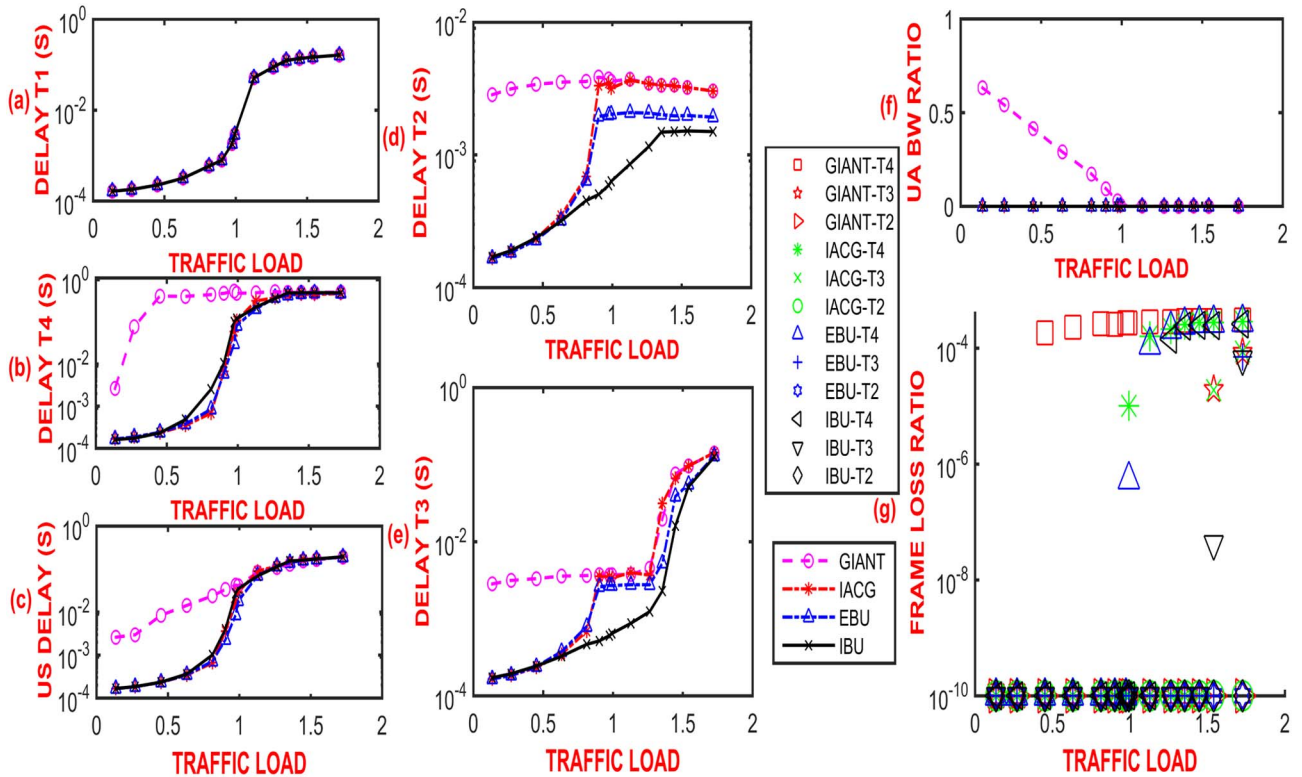 (a)
DELAY T1 (S)
10^0
10^-2
10^-4
0 0.5 1 1.5 2
TRAFFIC LOAD
(b)
DELAY T4 (S)
10^0
10^-1
10^-2
10^-3
10^-4
0 0.5 1 1.5 2
TRAFFIC LOAD
(c)
US DELAY (S)
10^0
10^-2
10^-3
10^-4
0 0.5 1 1.5 2
TRAFFIC LOAD
(d)
DELAY T2 (S)
10^-2
10^-3
10^-4
0 0.5 1 1.5 2
TRAFFIC LOAD
(e)
DELAY T3 (S)
10^0
10^-2
10^-3
10^-4
0 0.5 1 1.5 2
TRAFFIC LOAD
GIANT-T4
GIANT-T3
GIANT-T2
IACG-T4
IACG-T3
IACG-T2
EBU-T4
EBU-T3
EBU-T2
IBU-T4
IBU-T3
IBU-T2
GIANT
IACG
EBU
IBU
(f)
UA BW RATIO
1
0.5
0
0 0.5 1 1.5 2
TRAFFIC LOAD
(g)
FRAME LOSS RATIO
10^-4
10^-6
10^-8
10^-10
0 0.5 1 1.5 2
TRAFFIC LOAD